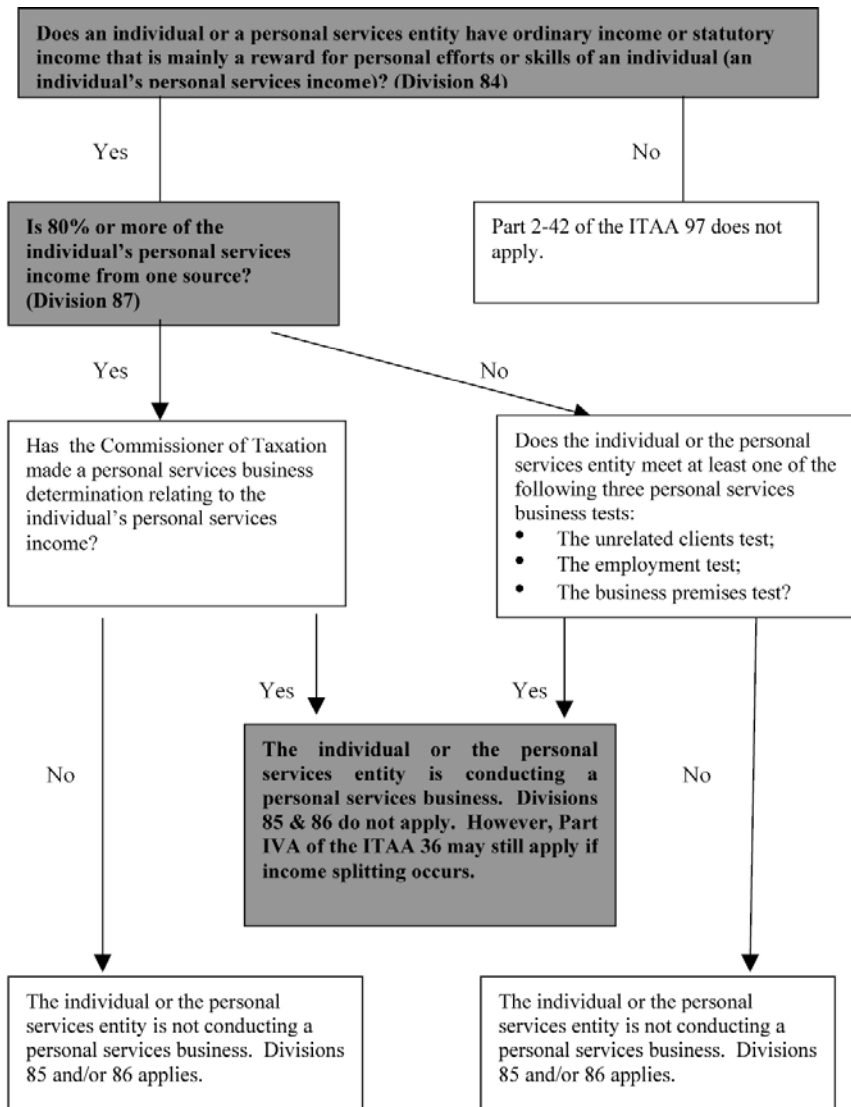 Does an individual or a personal services entity have ordinary income or statutory
income that is mainly a reward for personal efforts or skills of an individual (an
individual's personal services income)? (Division 84)
Yes
No
Is 80% or more of the
individual's personal services
income from one source?
(Division 87)
Part 2-42 of the ITAA 97 does not
apply.
Yes
No
Has the Commissioner of Taxation
made a personal services business
determination relating to the
individual's personal services
income?
Does the individual or the personal
services entity meet at least one of the
following three personal services
business tests:
• The unrelated clients test;
• The employment test;
• The business premises test?
Yes
Yes
No
The individual or the personal
services entity is conducting a
personal services business. Divisions
85 & 86 do not apply. However, Part
IVA of the ITAA 36 may still apply if
income splitting occurs.
No
The individual or the personal
services entity is not conducting a
personal services business. Divisions
85 and/or 86 applies.
The individual or the personal
services entity is not conducting a
personal services business. Divisions
85 and/or 86 applies.